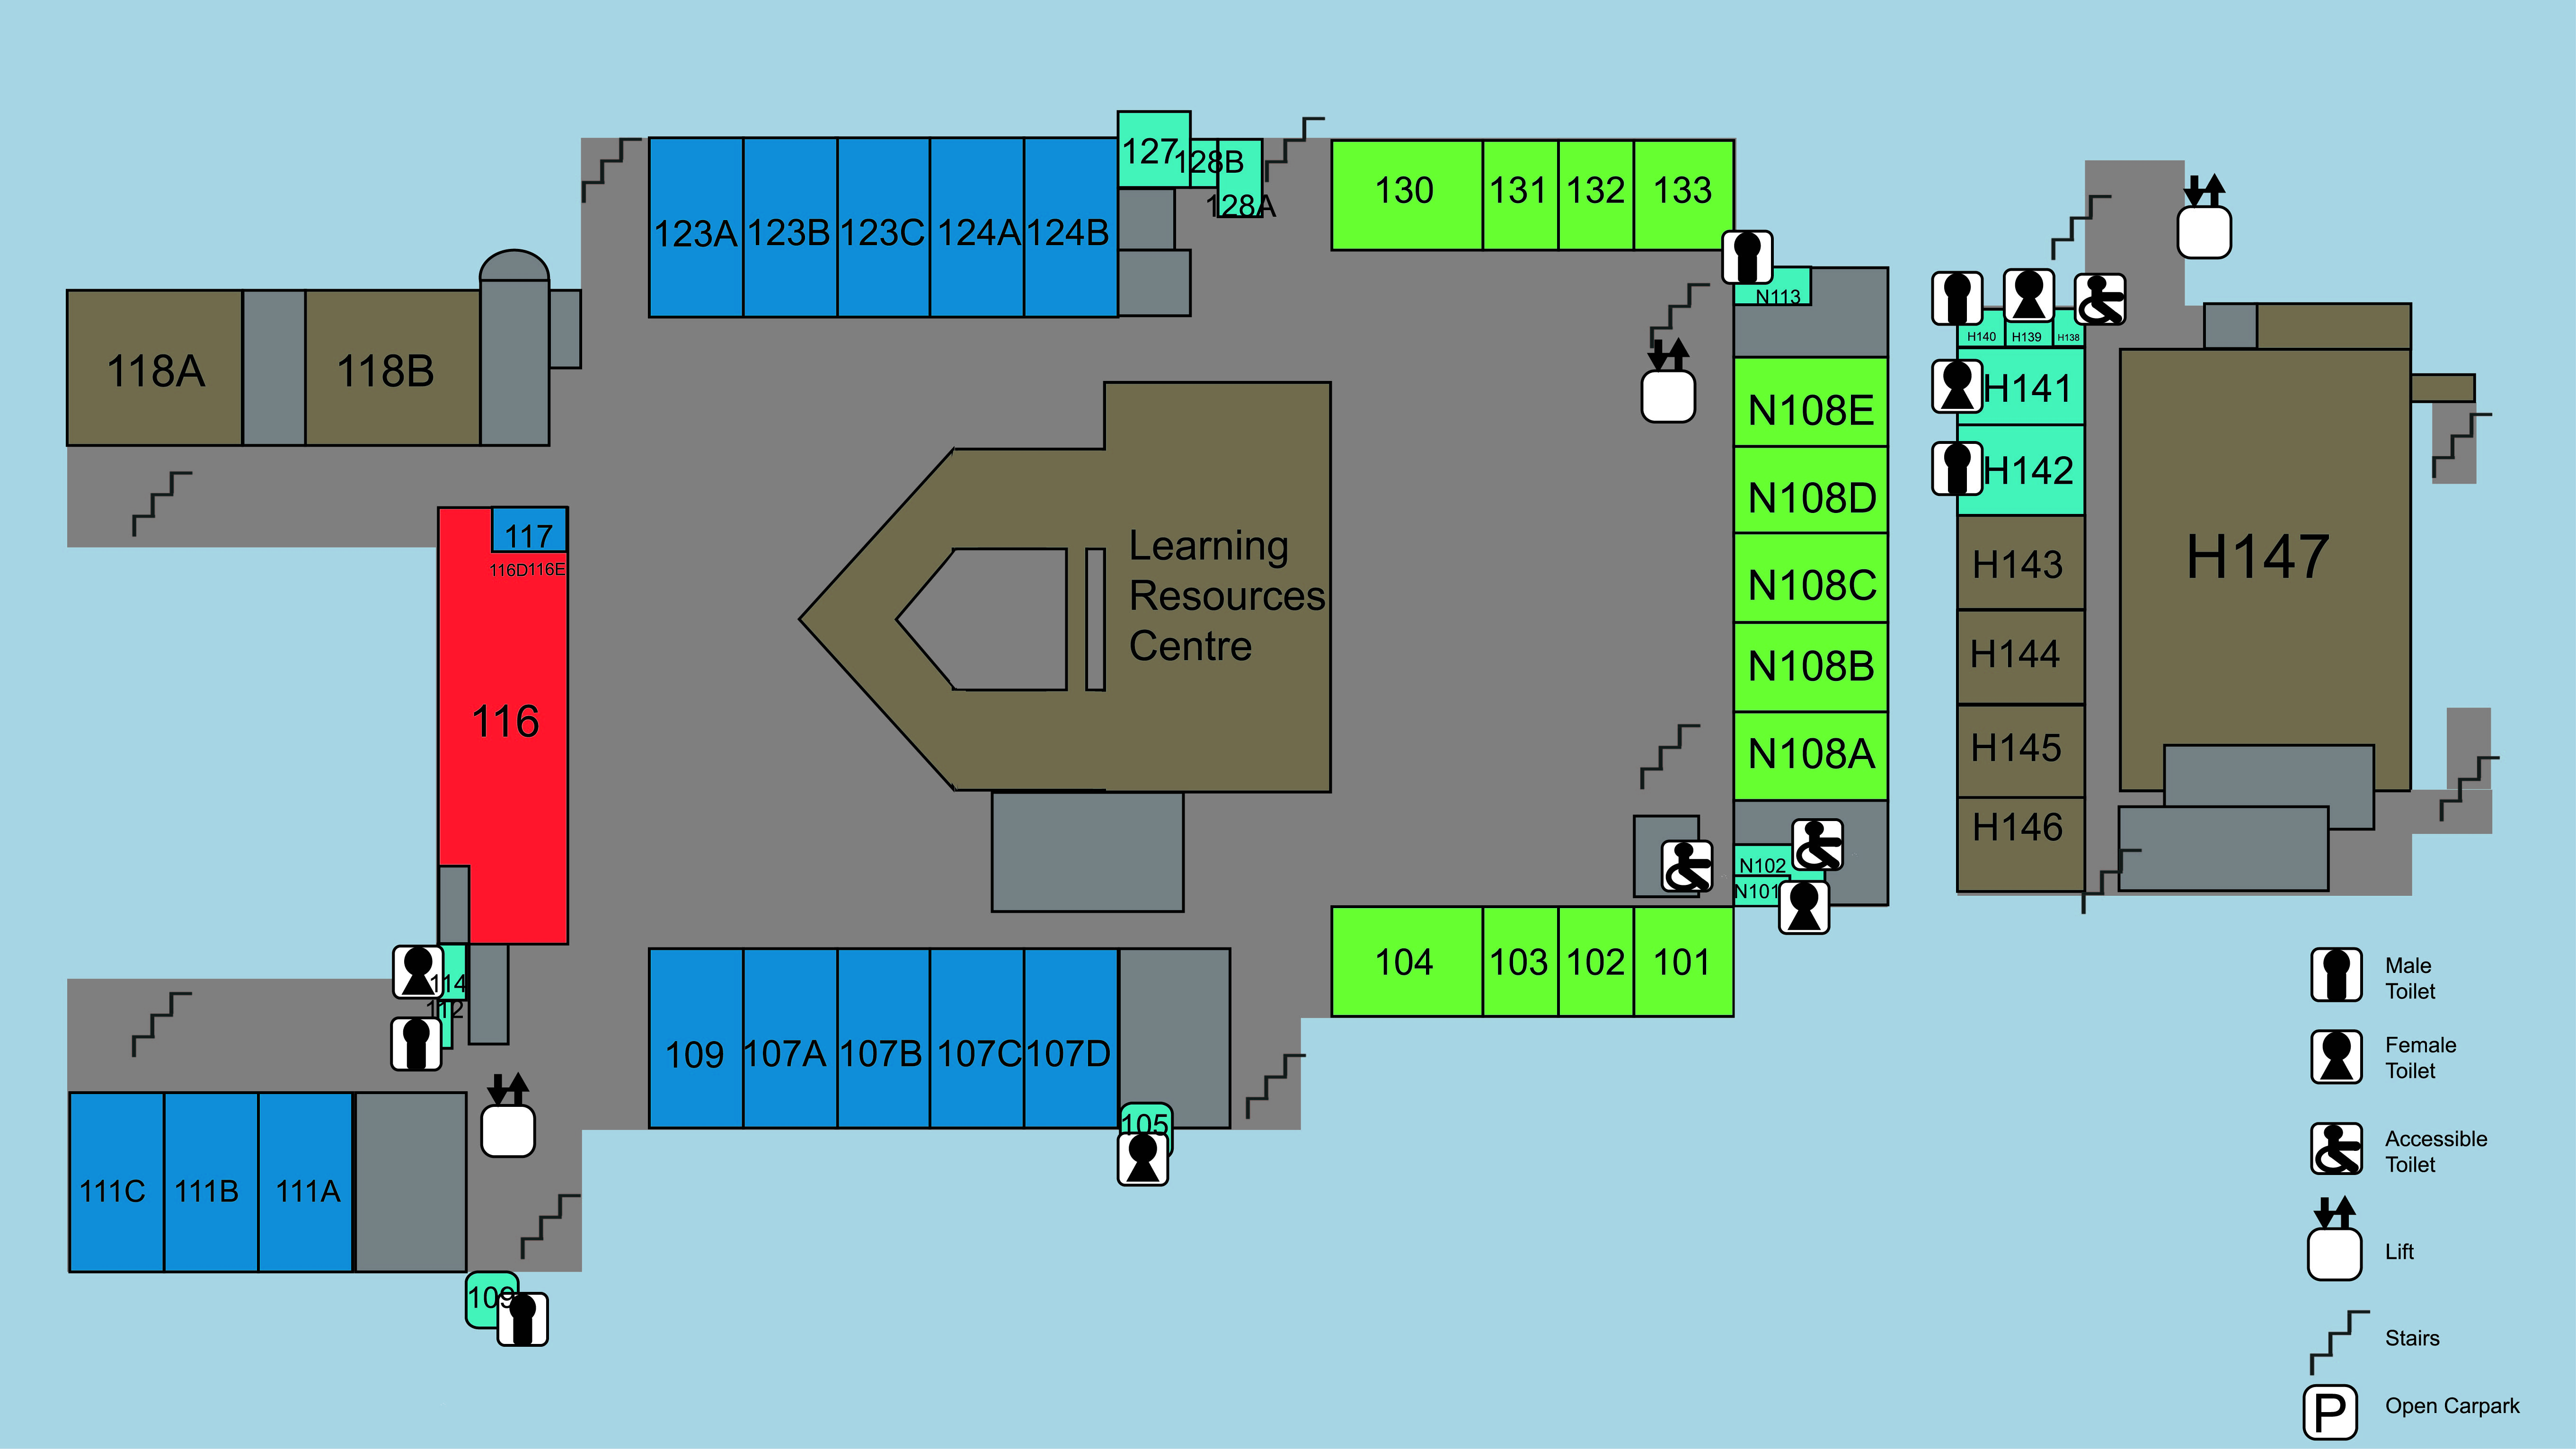 127
128B
128A
123A
123B
123C
124A
124B
130
131
132
133
N113
118A
118B
H140
H139
H138
H141
H142
H143
H144
H145
H146
H147
117
116D
116E
116
Learning
Resources
Centre
N108E
N108D
N108C
N108B
N108A
N102
N101
104
103
102
101
114
112
109
107A
107B
107C
107D
105
111C
111B
111A
109
Male
Toilet
Female
Toilet
Accessible
Toilet
Lift
Stairs
P
Open Carpark